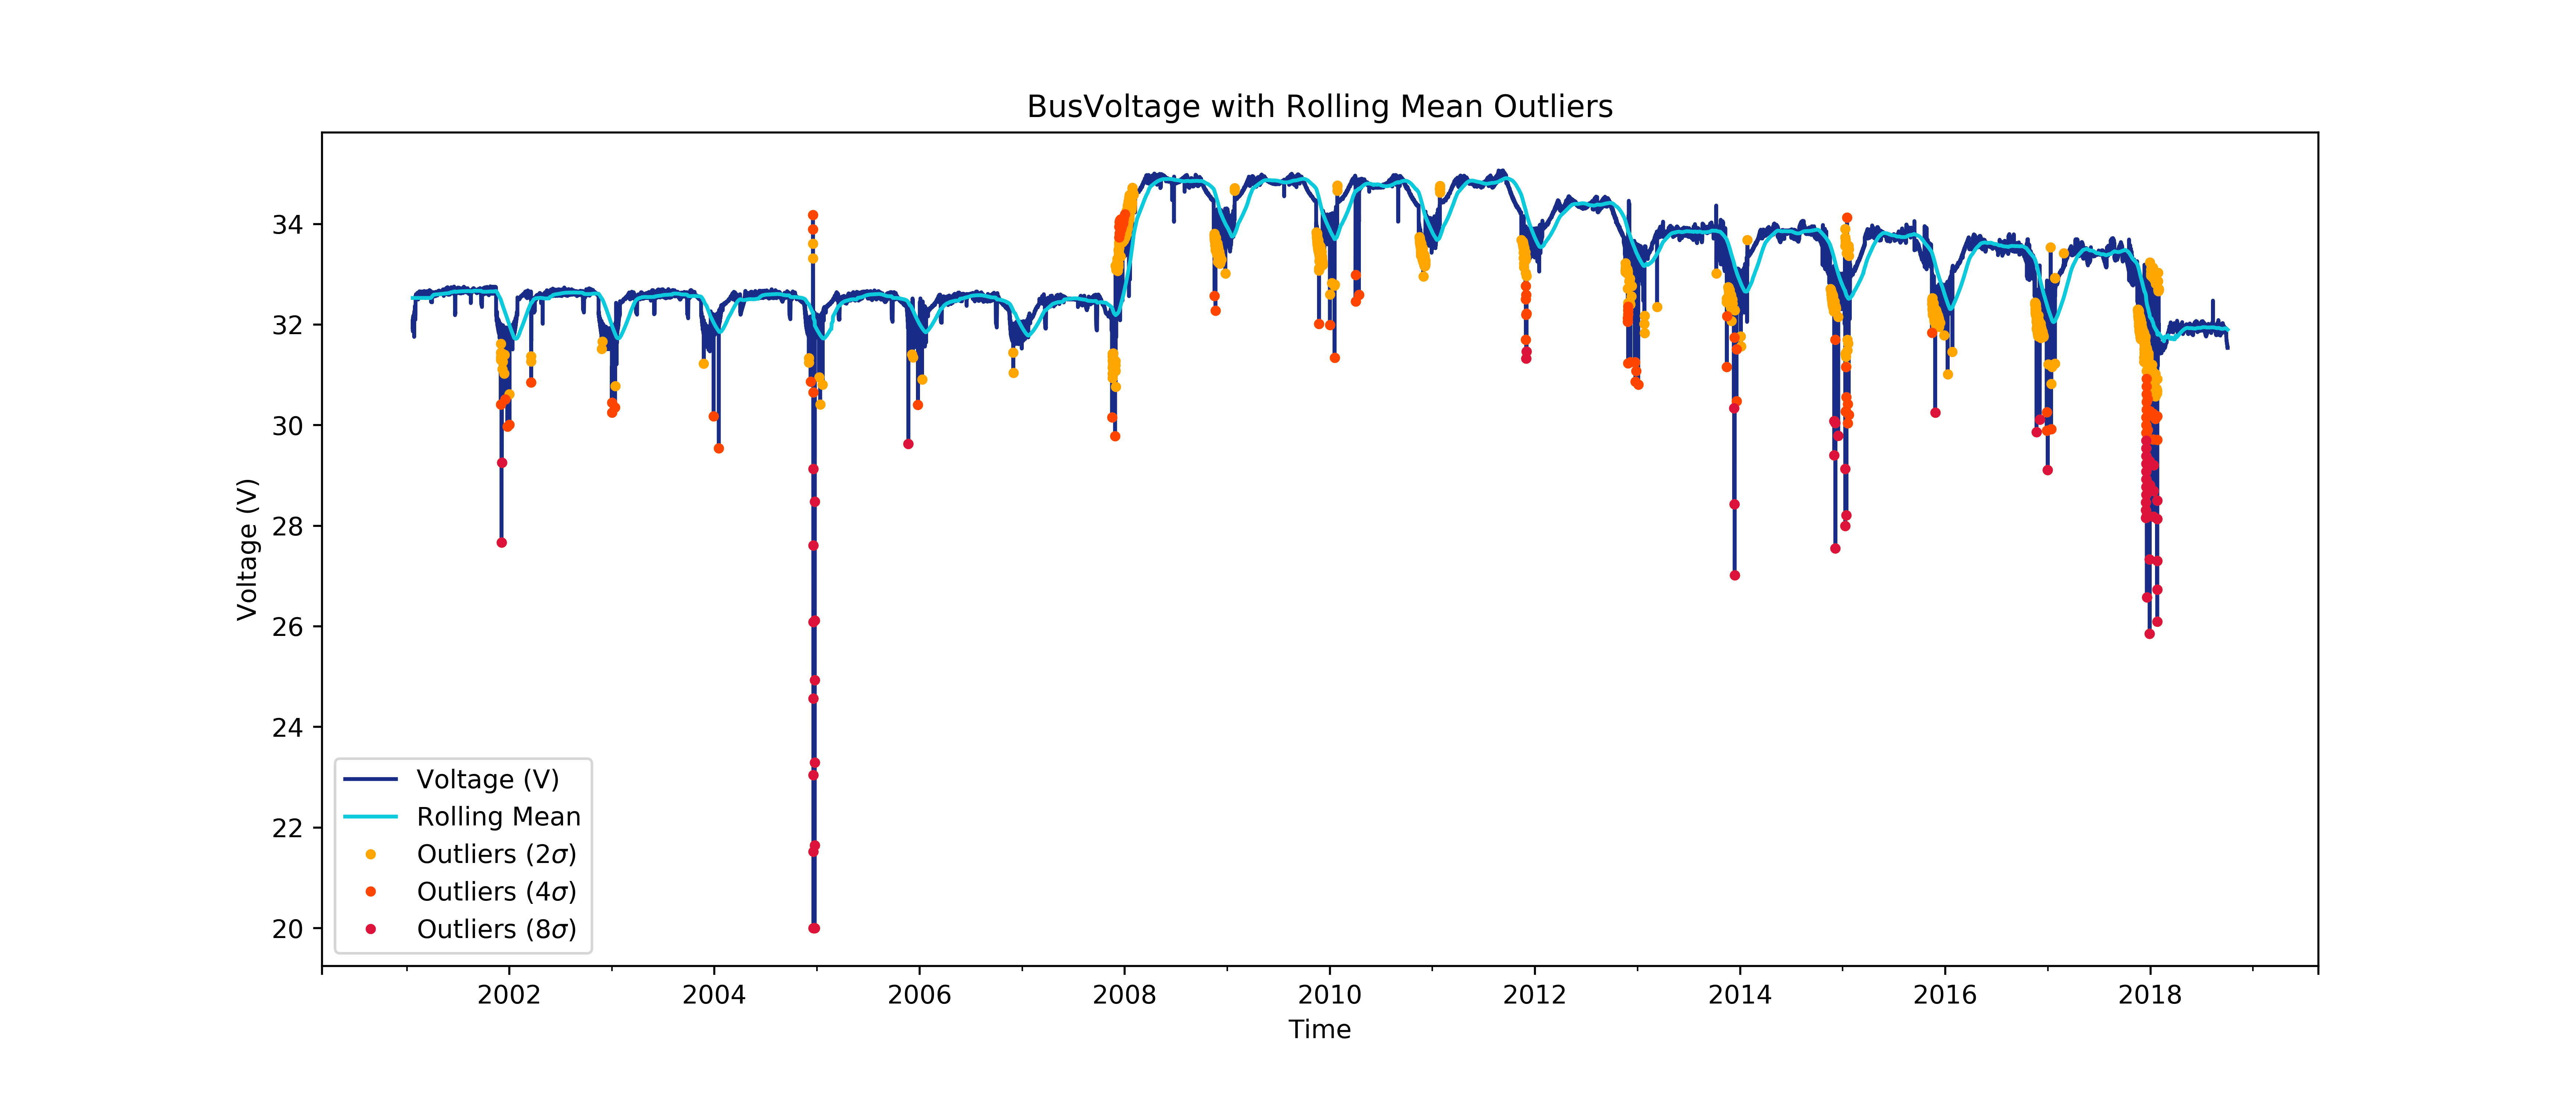 BusVoltage with Rolling Mean Outliers
Voltage (V)
34
32
30
28
26
24
22
20
Voltage (V)
Rolling Mean
Outliers (2σ)
Outliers (4σ)
Outliers (8σ)
2002 2004 2006 2008 2010 2012 2014 2016 2018
Time